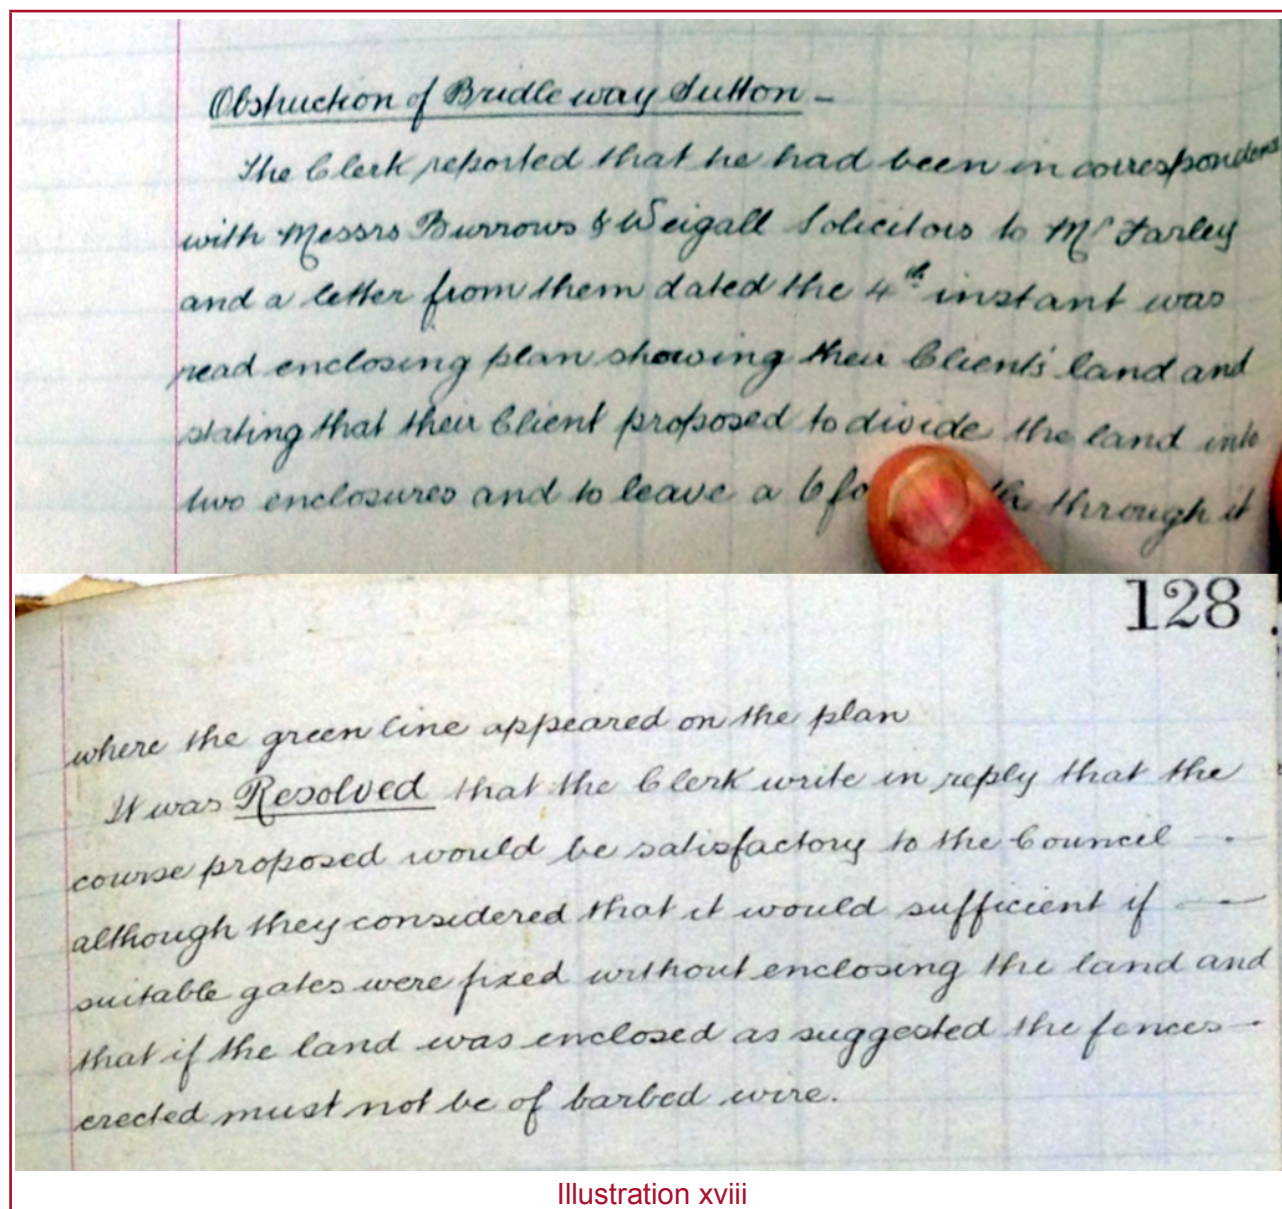 Obstruction of Bridle way Sutton -
The Clerk reported that he had been in correspondence
with Messrs Burrows & Weigall Solicitors to Mr Farley
and a letter from them dated the 4th instant was
read enclosing plan showing their Client's land and
stating that their Client proposed to divide the land into
two enclosures and to leave a 6 fo th through it
128
where the green line appeared on the plan
It was Resolved that the Clerk write in reply that the
course proposed would be satisfactory to the Council —
although they considered that it would sufficient if —
suitable gates were fixed without enclosing the land and
that if the land was enclosed as suggested the fences —
erected must not be of barbed wire.
Illustration xviii